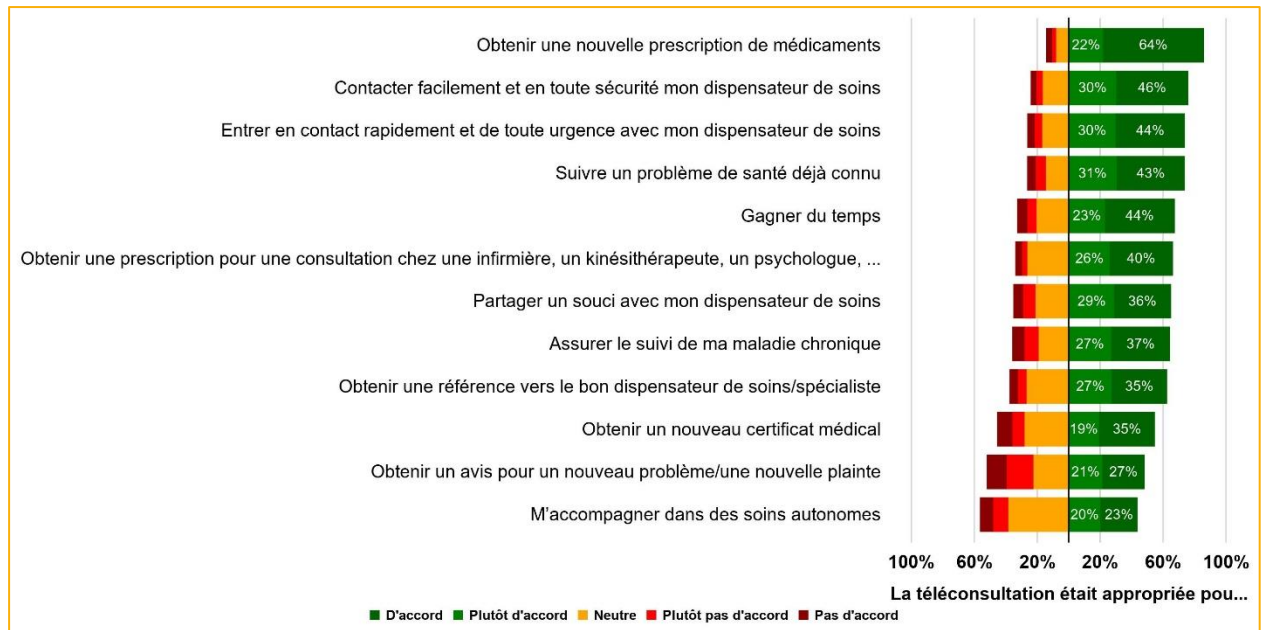 Obtenir une nouvelle prescription de médicaments 22% 64%
Contacter facilement et en toute sécurité mon dispensateur de soins 30% 46%
Entrer en contact rapidement et de toute urgence avec mon dispensateur de soins 30% 44%
Suivre un problème de santé déjà connu 31% 43%
Gagner du temps 23% 44%
Obtenir une prescription pour une consultation chez une infirmière, un kinésithérapeute, un psychologue, ... 26% 40%
Partager un souci avec mon dispensateur de soins 29% 36%
Assurer le suivi de ma maladie chronique 27% 37%
Obtenir une référence vers le bon dispensateur de soins/spécialiste 27% 35%
Obtenir un nouveau certificat médical 19% 35%
Obtenir un avis pour un nouveau problème/une nouvelle plainte 21% 27%
M'accompagner dans des soins autonomes 20% 23%
100% 60% 20% 20% 60% 100%
La téléconsultation était appropriée pou...
D'accord Plutôt d'accord Neutre Plutôt pas d'accord Pas d'accord